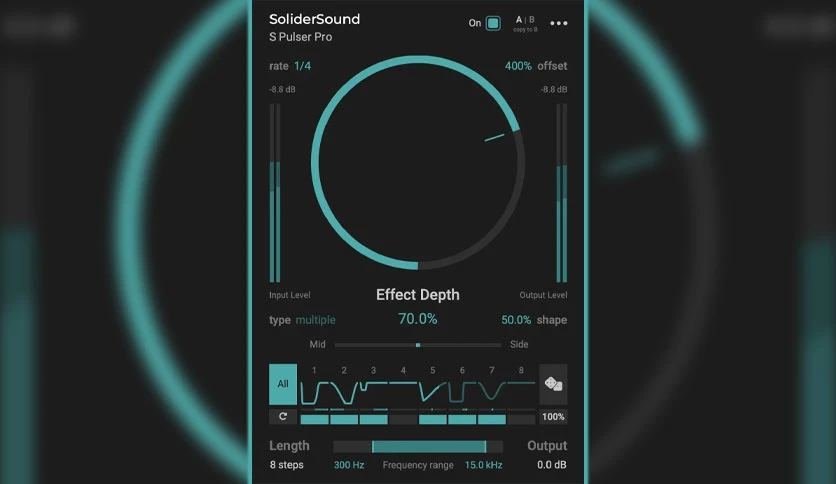 SoliderSound
S Pulser Pro
On A | B
copy to B
rate 1/4 400% offset
-8.8 dB -8.8 dB
Input Level Effect Depth Output Level
type multiple 70.0% 50.0% shape
Mid Side
All 1 2 3 4 5 6 7 8
100%
Length Output
8 steps 300 Hz Frequency range 15.0 kHz 0.0 dB